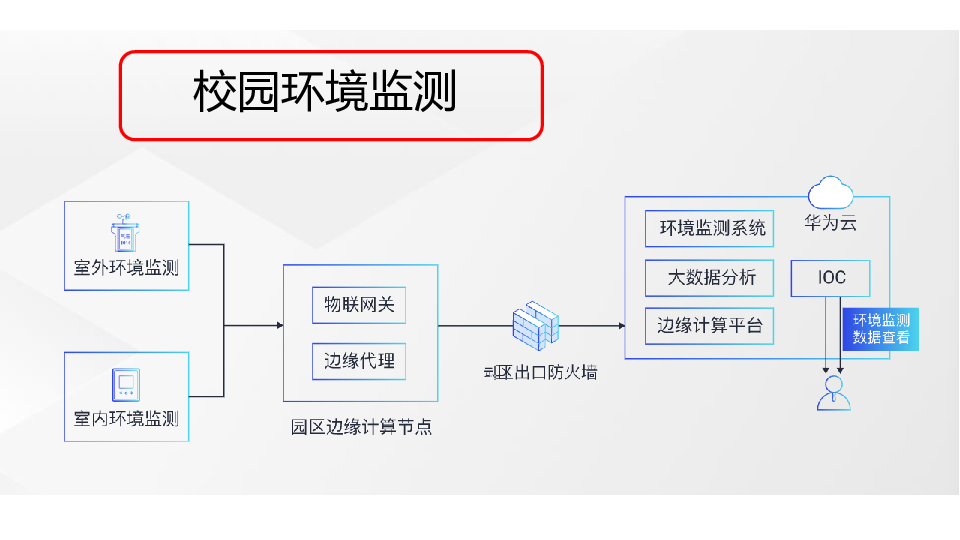 校园环境监测
室外环境监测
室内环境监测
物联网关
边缘代理
园区边缘计算节点
出口防火墙
环境监测系统
大数据分析
边缘计算平台
华为云
IOC
环境监测
数据查看